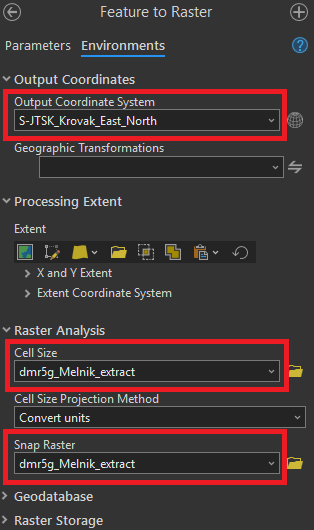 Feature to Raster
Parameters Environments
Output Coordinates
Output Coordinate System
S-JTSK_Krovak_East_North
Geographic Transformations
Processing Extent
Extent
X and Y Extent
Extent Coordinate System
Raster Analysis
Cell Size
dmr5g_Melnik_extract
Cell Size Projection Method
Convert units
Snap Raster
dmr5g_Melnik_extract
Geodatabase
Raster Storage